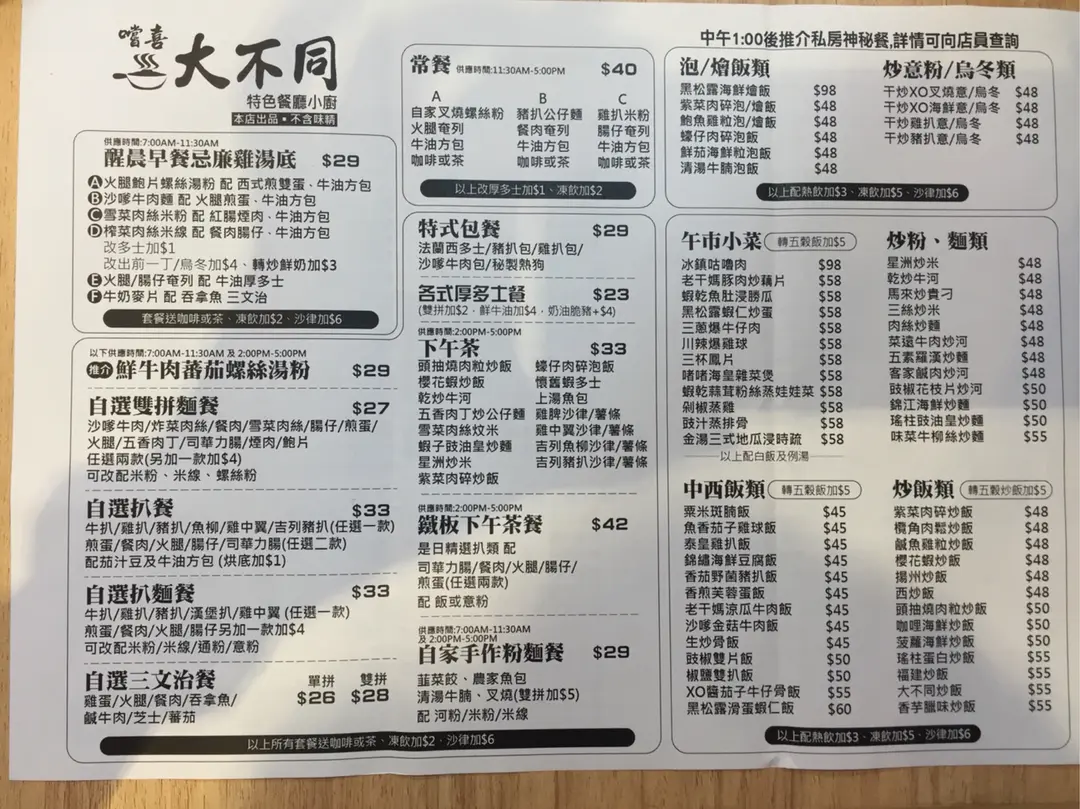 嚐喜
大不同
特色餐廳小廚
本店出品▪不含味精
供應時間:7:00AM-11:30AM
醒晨早餐忌廉雞湯底 $29
A火腿鮑片螺絲湯粉 配 西式煎雙蛋、牛油方包
B沙嗲牛肉麵 配 火腿煎蛋、牛油方包
C雪菜肉絲米粉 配 紅腸煙肉、牛油方包
D榨菜肉絲米線 配 餐肉腸仔、牛油方包
改多士加$1
改出前一丁/烏冬加$4、轉炒鮮奶加$3
E火腿/腸仔奄列 配 牛油厚多士
F牛奶麥片 配 吞拿魚 三文治
套餐送咖啡或茶、凍飲加$2、沙律加$6
以下供應時間:7:00AM-11:30AM 及 2:00PM-5:00PM
推介 鮮牛肉蕃茄螺絲湯粉 $29
自選雙拼麵餐 $27
沙嗲牛肉/炸菜肉絲/餐肉/雪菜肉絲/腸仔/煎蛋/
火腿/五香肉丁/司華力腸/煙肉/鮑片
任選兩款(另加一款加$4)
可改配米粉、米線、螺絲粉
自選扒餐 $33
牛扒/雞扒/豬扒/魚柳/雞中翼/吉列豬扒(任選一款)
煎蛋/餐肉/火腿/腸仔/司華力腸(任選二款)
配茄汁豆及牛油方包 (烘底加$1)
自選扒麵餐 $33
牛扒/雞扒/豬扒/漢堡扒/雞中翼 (任選一款)
煎蛋/餐肉/火腿/腸仔另加一款加$4
可改配米粉/米線/通粉/意粉
自選三文治餐 單拼 $26 雙拼 $28
雞蛋/火腿/餐肉/吞拿魚/
鹹牛肉/芝士/蕃茄
以上所有套餐送咖啡或茶、凍飲加$2、沙律加$6
常餐 供應時間:11:30AM-5:00PM $40
A B C
自家叉燒螺絲粉 豬扒公仔麵 雞扒米粉
火腿奄列 餐肉奄列 腸仔奄列
牛油方包 牛油方包 牛油方包
咖啡或茶 咖啡或茶 咖啡或茶
以上改厚多士加$1、凍飲加$2
特式包餐 $29
法蘭西多士/豬扒包/雞扒包/
沙嗲牛肉包/秘製熱狗
各式厚多士餐 $23
(雙拼加$2、鮮牛油加$4、奶油脆豬+$4)
供應時間:2:00PM-5:00PM
下午茶 $33
頭抽燒肉粒炒飯 蠔仔肉碎泡飯
櫻花蝦炒飯 懷舊蝦多士
乾炒牛河 上湯魚包
五香肉丁炒公仔麵 雞脾沙律/薯條
雪菜肉絲炆米 雞中翼沙律/薯條
蝦子豉油皇炒麵 吉列魚柳沙律/薯條
星洲炒米 吉列豬扒沙律/薯條
紫菜肉碎炒飯
供應時間:2:00PM-5:00PM
鐵板下午茶餐 $42
是日精選扒類 配
司華力腸/餐肉/火腿/腸仔/
煎蛋(任選兩款)
配 飯或意粉
供應時間:7:00AM-11:30AM
及 2:00PM-5:00PM
自家手作粉麵餐 $29
韮菜餃、農家魚包
清湯牛腩、叉燒(雙拼加$5)
配 河粉/米粉/米線
中午1:00後推介私房神秘餐,詳情可向店員查詢
泡/燴飯類
黑松露海鮮燴飯 $98
紫菜肉碎泡/燴飯 $48
鮑魚雞粒泡/燴飯 $48
蠔仔肉碎泡飯 $48
鮮茄海鮮粒泡飯 $48
清湯牛腩泡飯 $48
炒意粉/烏冬類
干炒XO叉燒意/烏冬 $48
干炒XO海鮮意/烏冬 $48
干炒雞扒意/烏冬 $48
干炒豬扒意/烏冬 $48
以上配熱飲加$3、凍飲加$5、沙律加$6
午市小菜 轉五穀飯加$5
冰鎮咕嚕肉 $98
老干媽豚肉炒藕片 $58
蝦乾魚肚浸勝瓜 $58
黑松露蝦仁炒蛋 $58
三蔥爆牛仔肉 $58
川辣爆雞球 $58
三杯鳳片 $58
啫啫海皇雜菜煲 $58
蝦乾蒜茸粉絲蒸娃娃菜 $58
剁椒蒸雞 $58
豉汁蒸排骨 $58
金湯三式地瓜浸時蔬 $58
以上配白飯及例湯
炒粉、麵類
星洲炒米 $48
乾炒牛河 $48
馬來炒貴刁 $48
三絲炒米 $48
肉絲炒麵 $48
菜遠牛肉炒河 $48
五素羅漢炒麵 $48
客家鹹肉炒河 $48
豉椒花枝片炒河 $50
錦江海鮮炒麵 $50
瑤柱豉油皇炒麵 $50
味菜牛柳絲炒麵 $55
中西飯類 轉五穀飯加$5
粟米斑腩飯 $45
魚香茄子雞球飯 $45
泰皇雞扒飯 $45
錦繡海鮮豆腐飯 $45
香茄野菌豬扒飯 $45
香煎芙蓉蛋飯 $45
老干媽涼瓜牛肉飯 $45
沙嗲金菇牛肉飯 $45
生炒骨飯 $45
豉椒雙片飯 $50
椒鹽雙扒飯 $50
XO醬茄子牛仔骨飯 $55
黑松露滑蛋蝦仁飯 $60
炒飯類 轉五穀炒飯加$5
紫菜肉碎炒飯 $48
欖角肉鬆炒飯 $48
鹹魚雞粒炒飯 $48
櫻花蝦炒飯 $48
揚州炒飯 $48
西炒飯 $48
頭抽燒肉粒炒飯 $50
咖哩海鮮炒飯 $50
菠蘿海鮮炒飯 $50
瑤柱蛋白炒飯 $55
福建炒飯 $55
大不同炒飯 $55
香芋臘味炒飯 $55
以上配熱飲加$3、凍飲加$5、沙律加$6